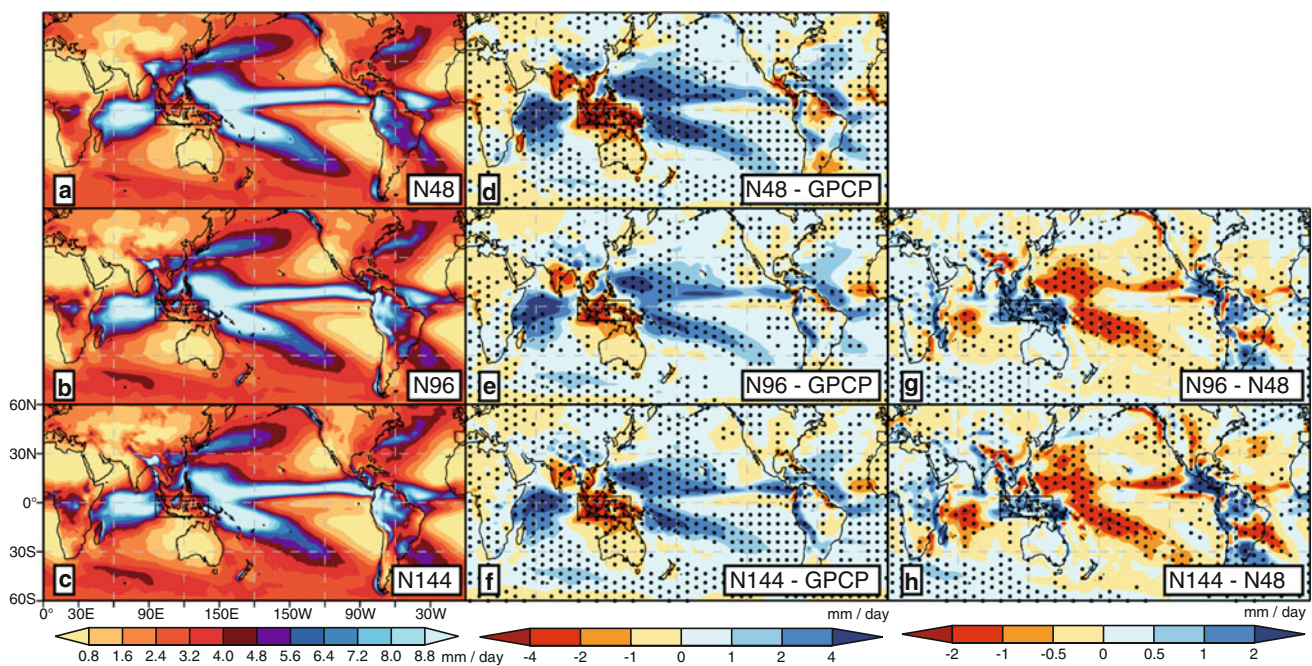 a
N48
d
N48 - GPCP
b
N96
e
N96 - GPCP
g
N96 - N48
60N
30N
0°
30S
60S
c
N144
f
N144 - GPCP
h
N144 - N48
0° 30E 90E 150E 150W 90W 30W
mm / day
mm / day
0.8 1.6 2.4 3.2 4.0 4.8 5.6 6.4 7.2 8.0 8.8 mm / day
-4 -2 -1 0 1 2 4
-2 -1 -0.5 0 0.5 1 2